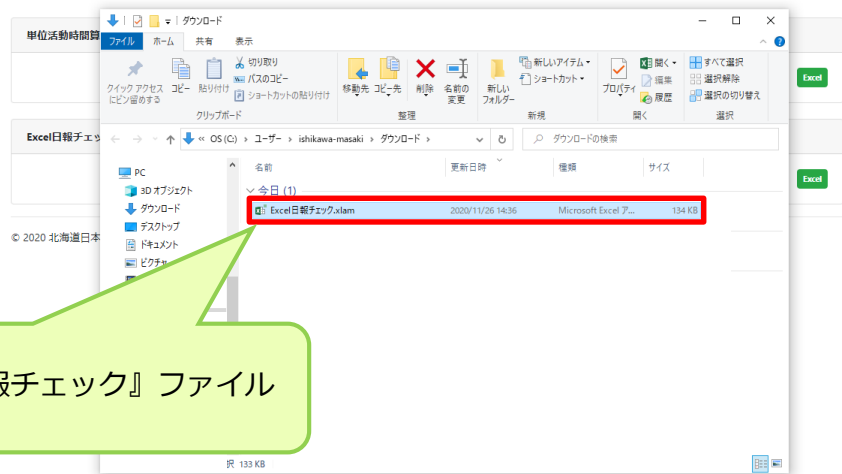 ダウンロード
単位活動時間算
ファイル ホーム 共有 表示
クイック アクセス にピン留めする
コピー
貼り付け
切り取り
パスのコピー
ショートカットの貼り付け
クリップボード
移動先
コピー先
削除
名前の変更
整理
新しいフォルダー
新しいアイテム
ショートカット
新規
プロパティ
開く
編集
履歴
開く
すべて選択
選択解除
選択の切り替え
選択
Excel
Excel日報チェッ
« OS (C:) › ユーザー › ishikawa-masaki › ダウンロード ›
ダウンロードの検索
PC
3D オブジェクト
ダウンロード
デスクトップ
ドキュメント
ピクチャ
名前 更新日時 種類 サイズ
今日 (1)
Excel日報チェック.xlam 2020/11/26 14:36 Microsoft Excel ア... 134 KB
Excel
© 2020 北海道日本
報チェック』ファイル
択 133 KB